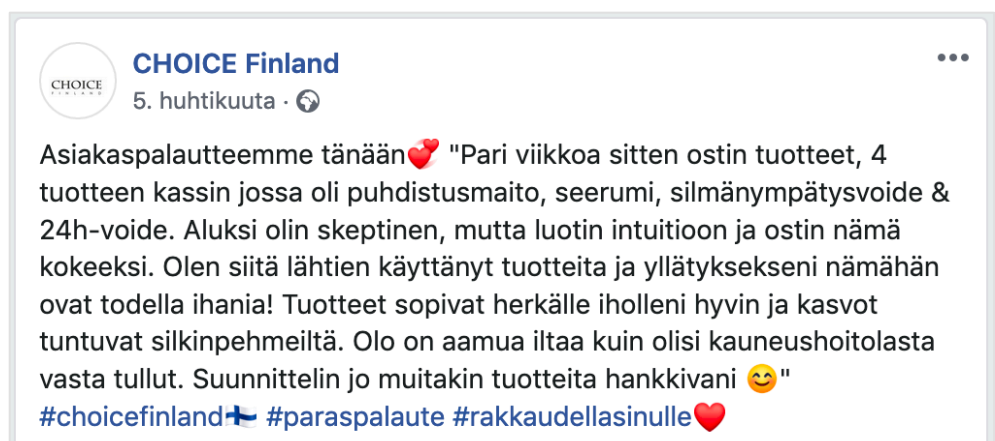 CHOICE
FINLAND
CHOICE Finland
5. huhtikuuta ·
Asiakaspalautteemme tänään💞 "Pari viikkoa sitten ostin tuotteet, 4
tuotteen kassin jossa oli puhdistusmaito, seerumi, silmänympätysvoide &
24h-voide. Aluksi olin skeptinen, mutta luotin intuitioon ja ostin nämä
kokeeksi. Olen siitä lähtien käyttänyt tuotteita ja yllätyksekseni nämähän
ovat todella ihania! Tuotteet sopivat herkälle iholleni hyvin ja kasvot
tuntuvat silkinpehmeiltä. Olo on aamua iltaa kuin olisi kauneushoitolasta
vasta tullut. Suunnittelin jo muitakin tuotteita hankkivani 😊"
#choicefinland🇫🇮 #paraspalaute #rakkaudellasinulle❤️